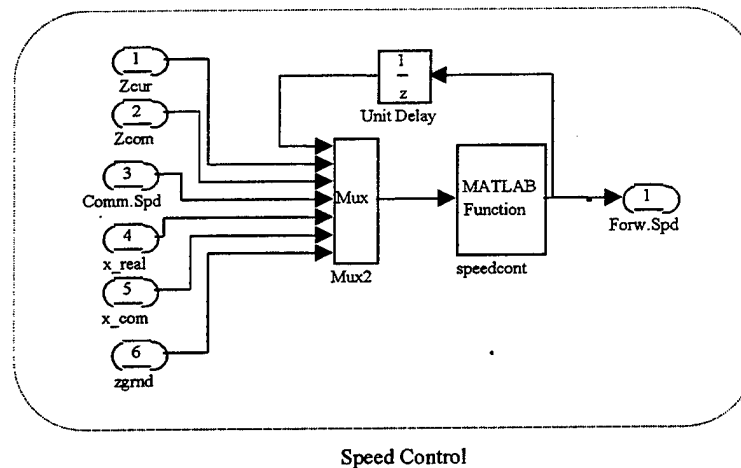 1
Zcur
2
Zcom
3
Comm.Spd
4
x_real
5
x_com
6
zgrnd
1
z
Unit Delay
Mux
Mux2
MATLAB
Function
speedcont
1
Forw.Spd
Speed Control